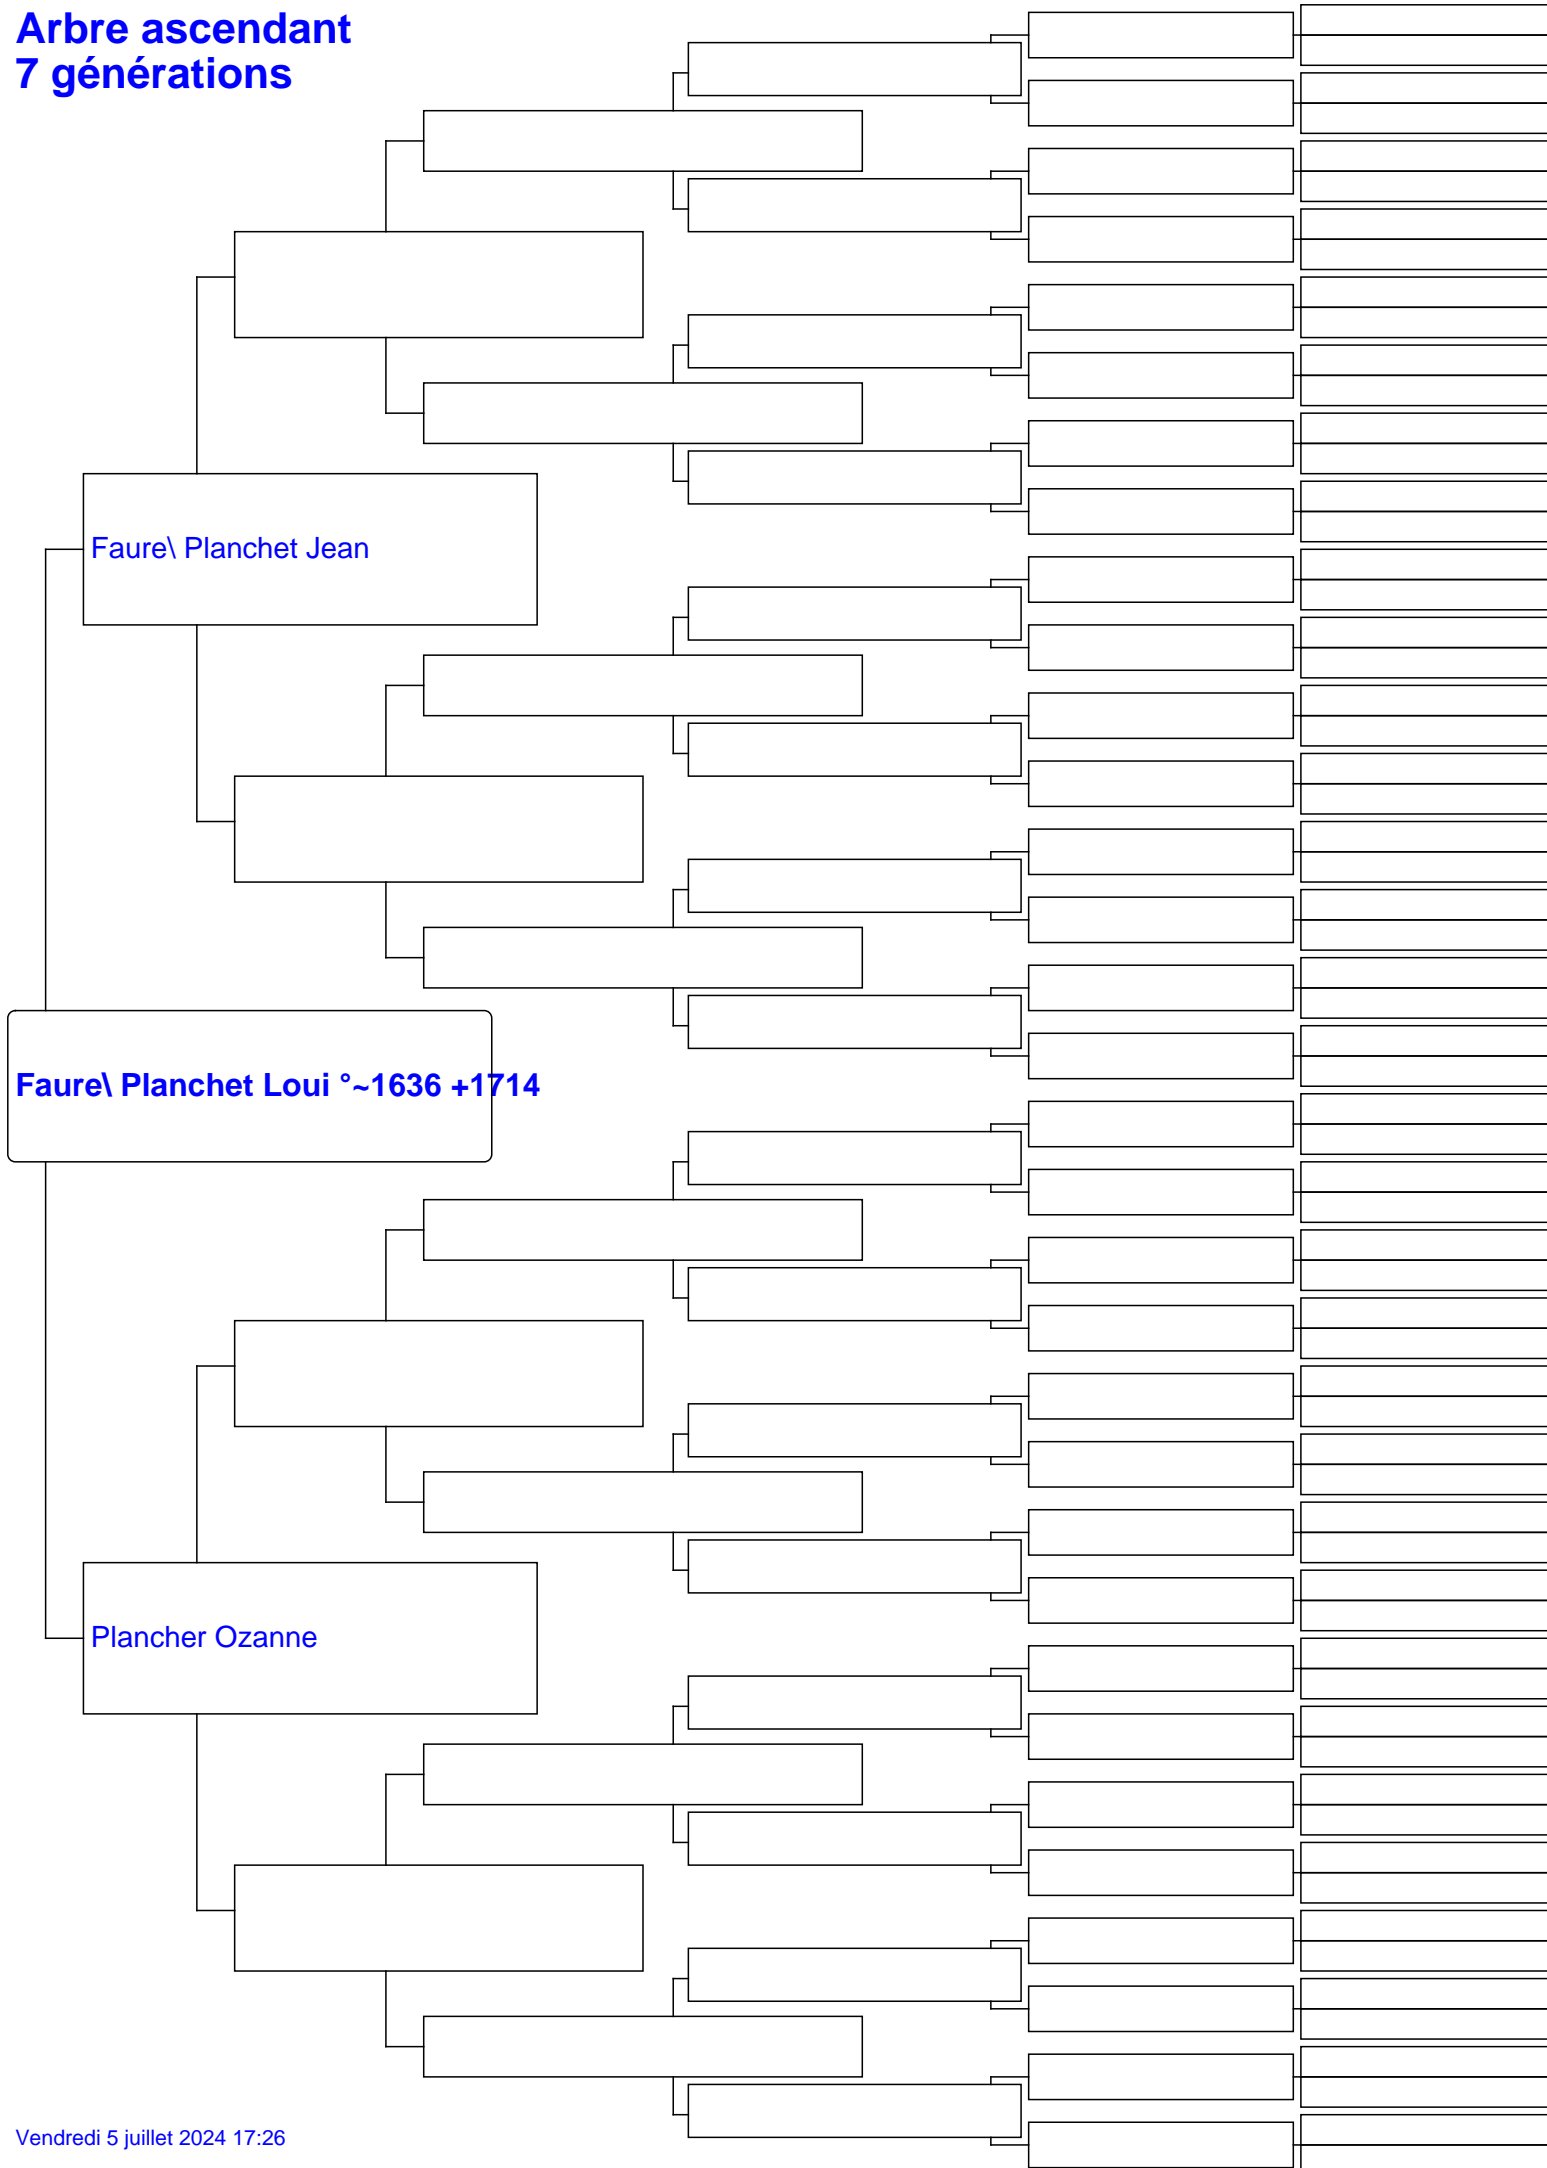 Arbre ascendant
7 générations
Faure\ Planchet Jean
Faure\ Planchet Loui °~1636 +1714
Plancher Ozanne
Vendredi 5 juillet 2024 17:26